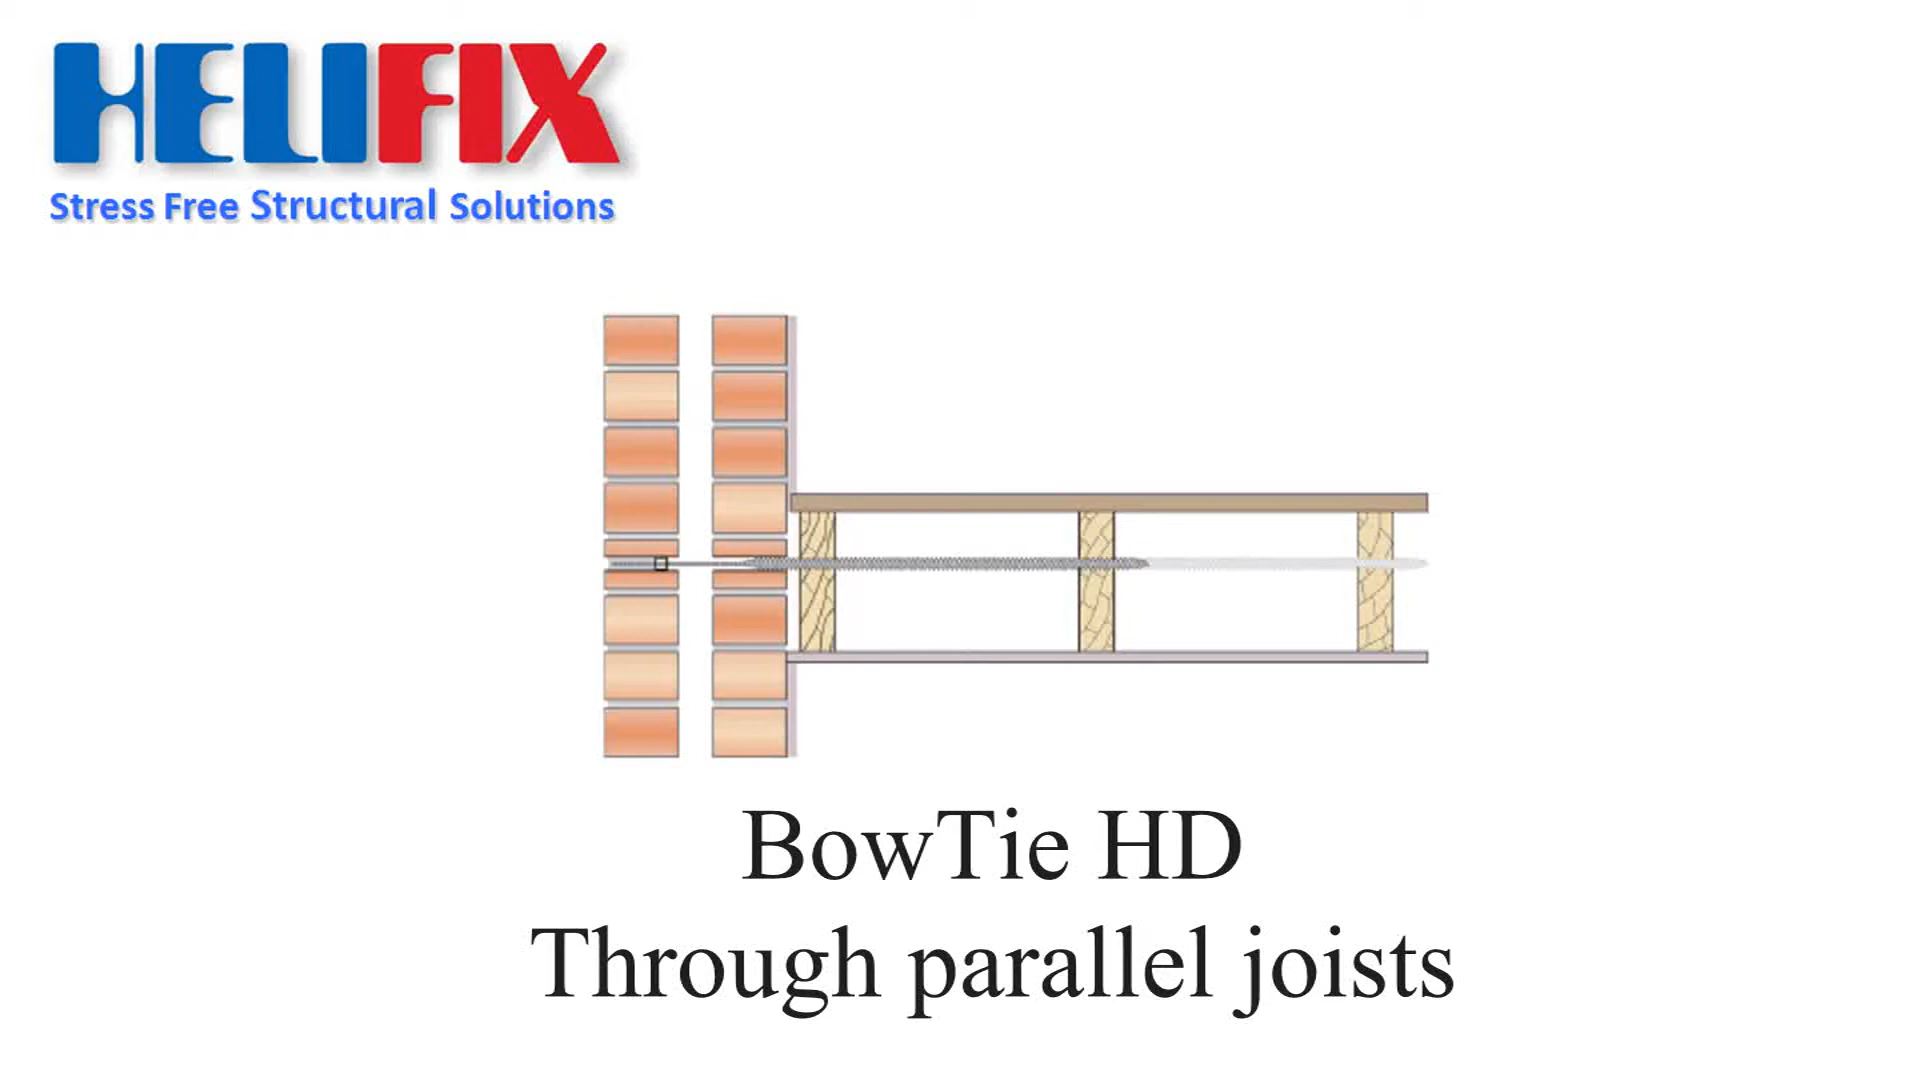 HELIFIX
Stress Free Structural Solutions
BowTie HD
Through parallel joists